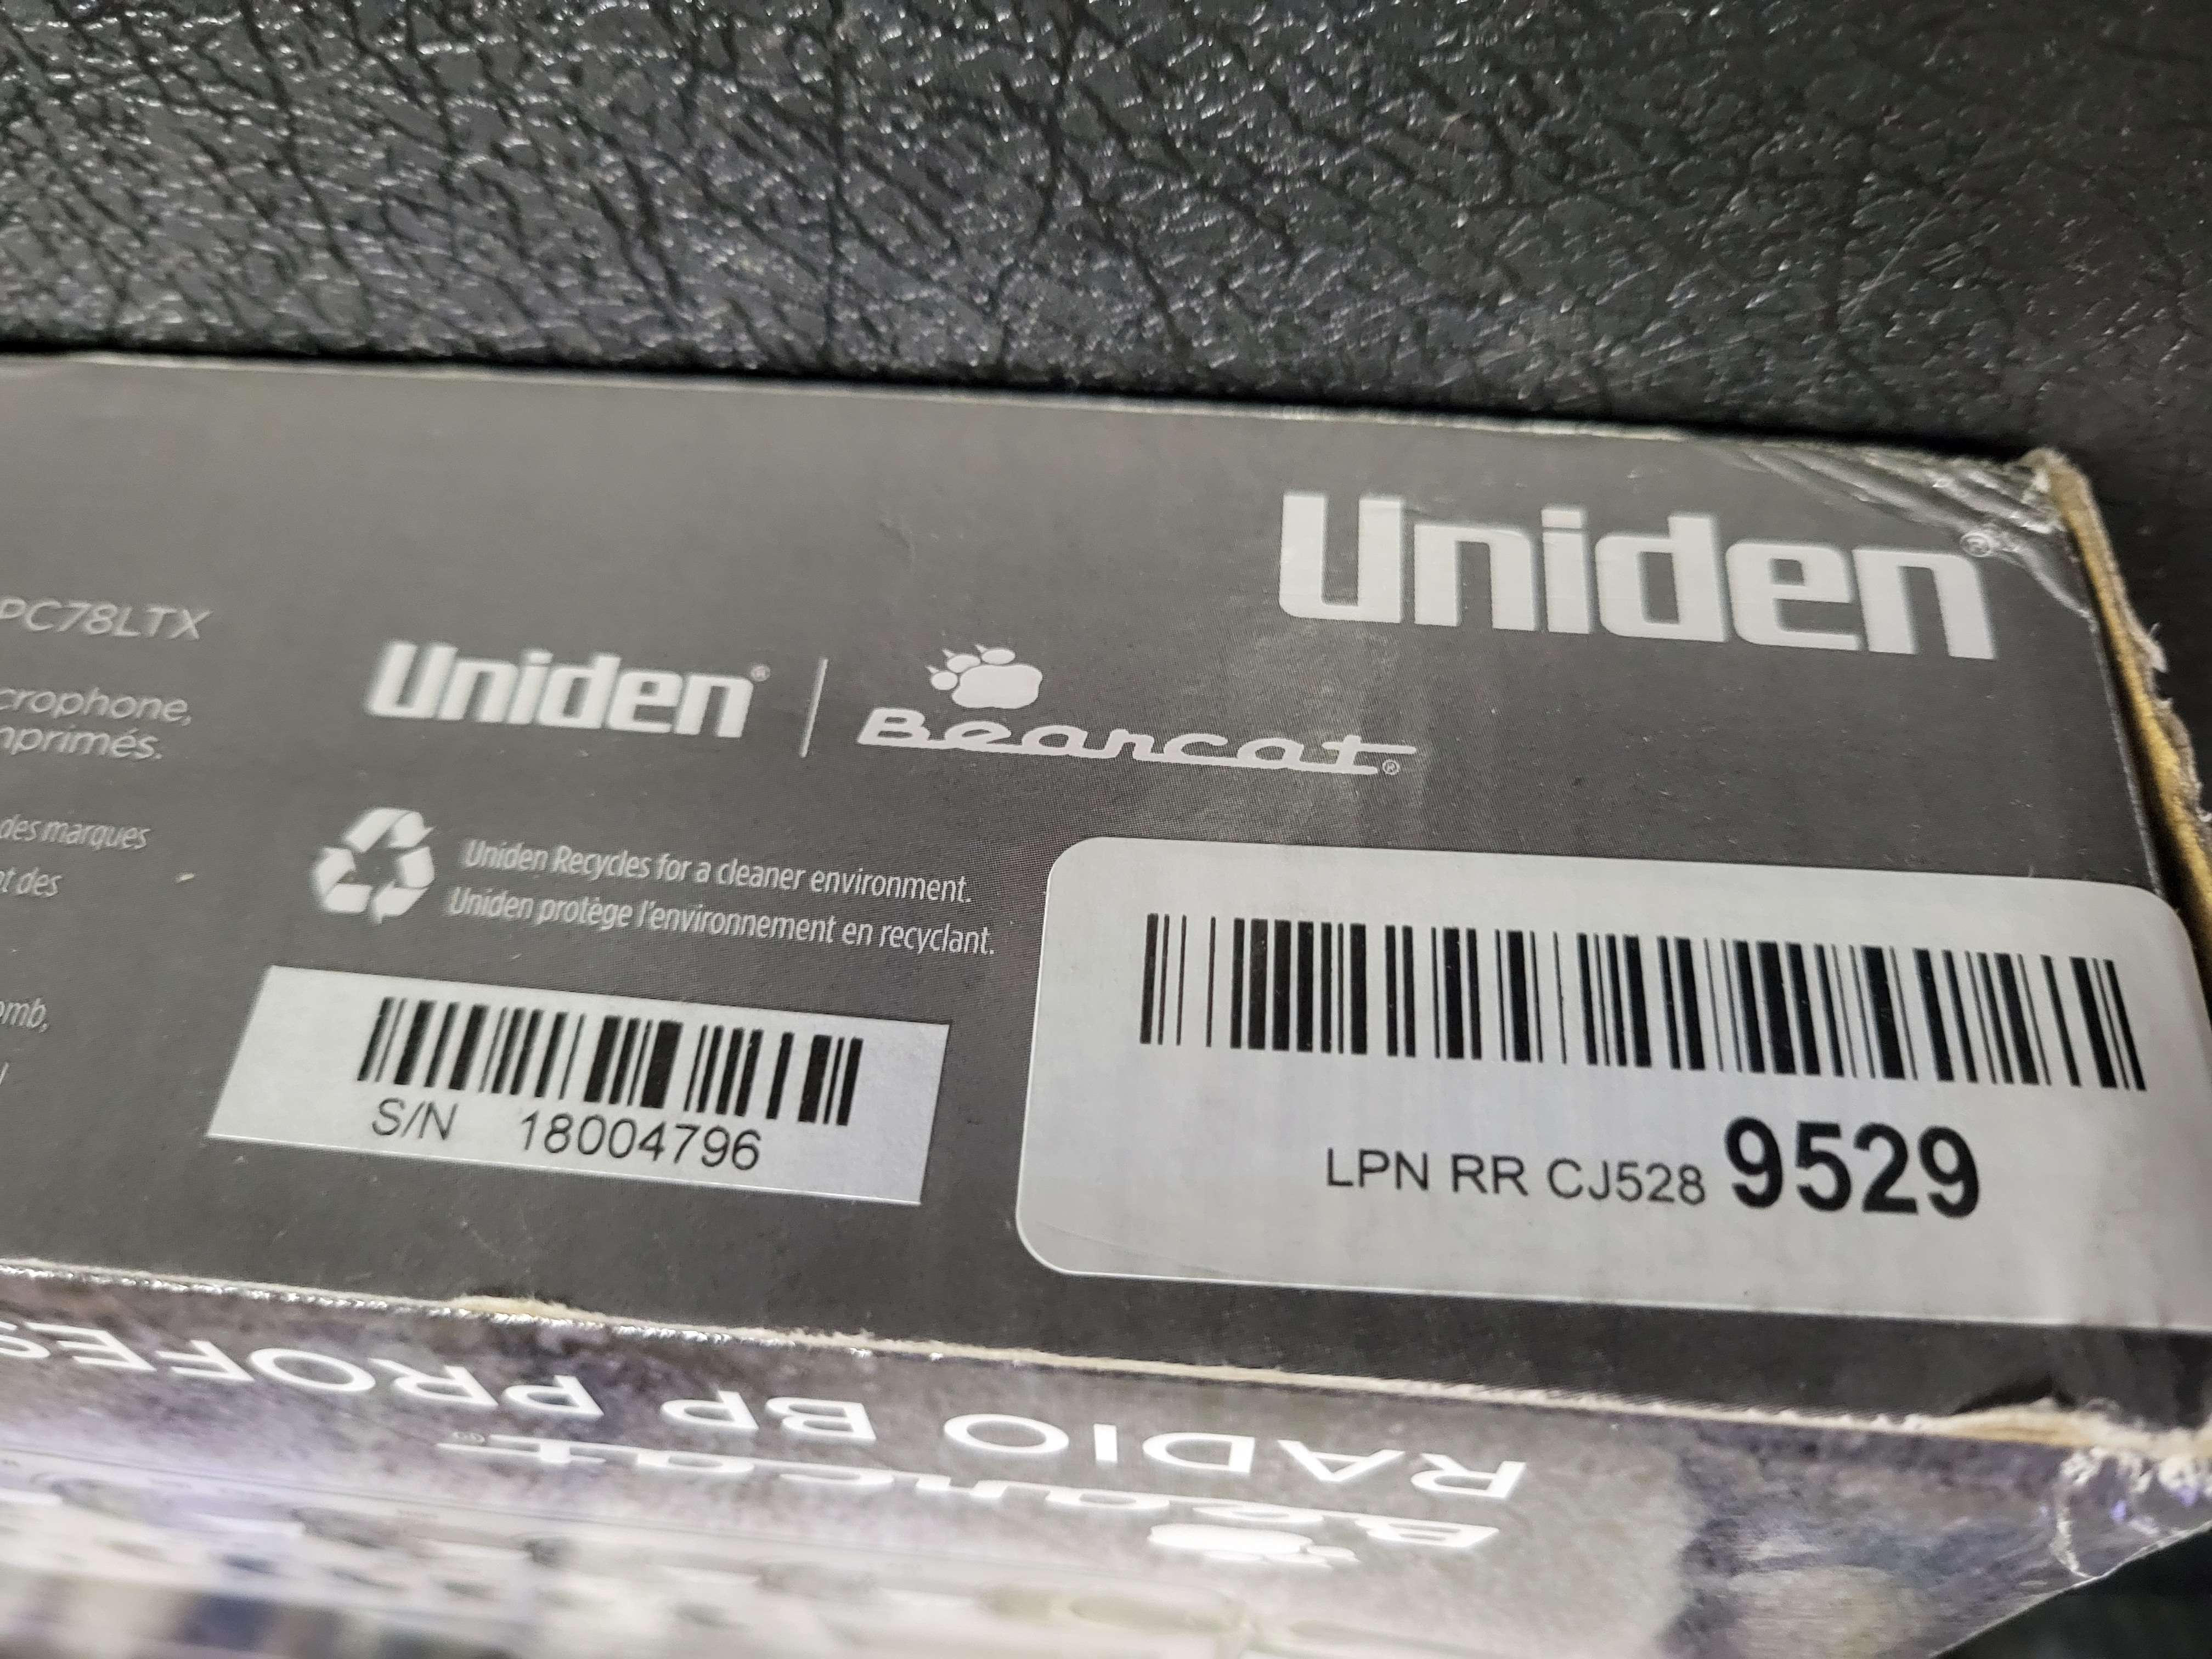 Uniden®
PC78LTX
Uniden® | Bearcat®
crophone,
nprimés.
des marques
Uniden Recycles for a cleaner environment.
t des
Uniden protège l'environnement en recyclant.
omb,
S/N 18004796
LPN RR CJ528 9529
RADIO BP PROFES
Bearcat®